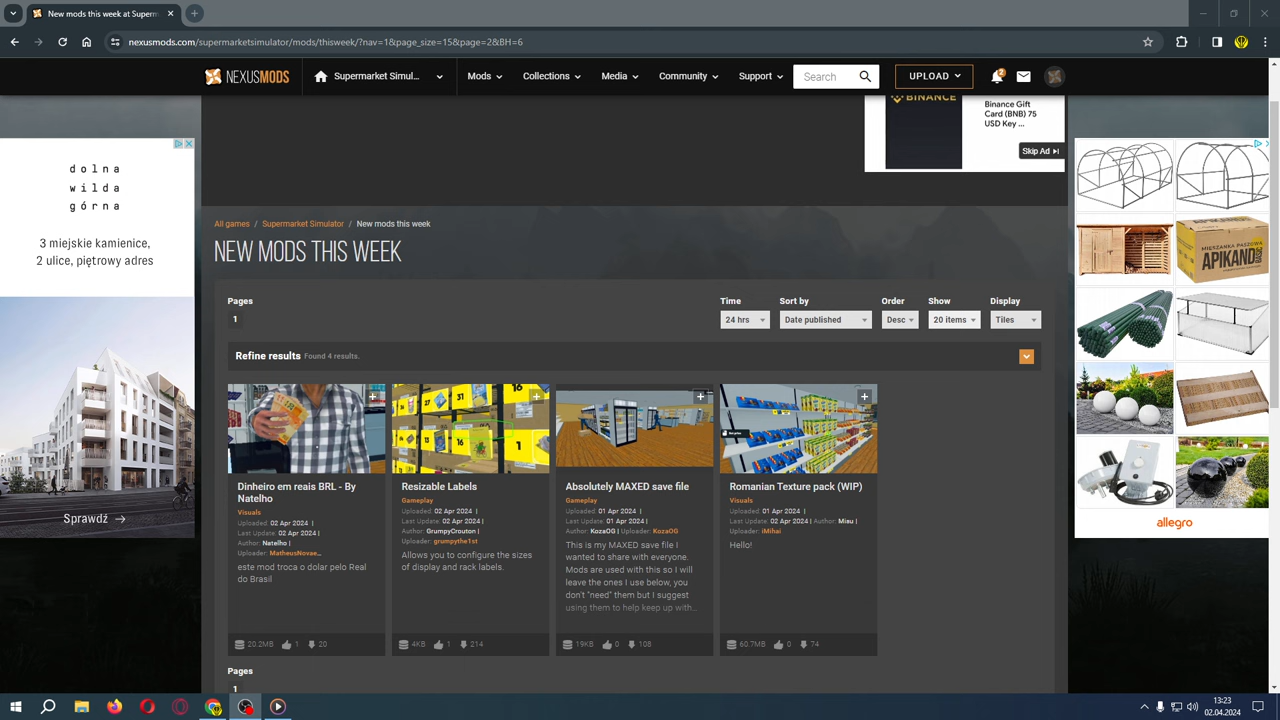 New mods this week at Superm
nexusmods.com/supermarketsimulator/mods/thisweek/?nav=1&page_size=15&page=2&BH=6
NEXUSMODS
Supermarket Simul...
Mods
Collections
Media
Community
Support
Search
UPLOAD
2
BINANCE
Binance Gift
Card (BNB) 75
USD Key ...
Skip Ad
dolna
wilda
górna
3 miejskie kamienice,
2 ulice, piętrowy adres
Sprawdź →
MIESZANKA PASZOWA
APIKAND
allegro
All games / Supermarket Simulator / New mods this week
NEW MODS THIS WEEK
Pages
1
Time
24 hrs
Sort by
Date published
Order
Desc
Show
20 items
Display
Tiles
Refine results Found 4 results.
Dinheiro em reais BRL - By
Natelho
Visuals
Uploaded: 02 Apr 2024 |
Last Update: 02 Apr 2024 |
Author: Natelho |
Uploader: MatheusNovae...
este mod troca o dolar pelo Real
do Brasil
20.2MB 1 20
Resizable Labels
Gameplay
Uploaded: 02 Apr 2024 |
Last Update: 02 Apr 2024 |
Author: GrumpyCrouton |
Uploader: grumpythe1st
Allows you to configure the sizes
of display and rack labels.
4KB 1 214
Absolutely MAXED save file
Gameplay
Uploaded: 01 Apr 2024 |
Last Update: 01 Apr 2024 |
Author: KozaOG | Uploader: KozaOG
This is my MAXED save file I
wanted to share with everyone.
Mods are used with this so I will
leave the ones I use below, you
don't "need" them but I suggest
using them to help keep up with...
19KB 0 108
Romanian Texture pack (WIP)
Visuals
Uploaded: 01 Apr 2024 |
Last Update: 02 Apr 2024 | Author: Miau |
Uploader: iMihai
Hello!
60.7MB 0 74
Pages
1
13:23
02.04.2024